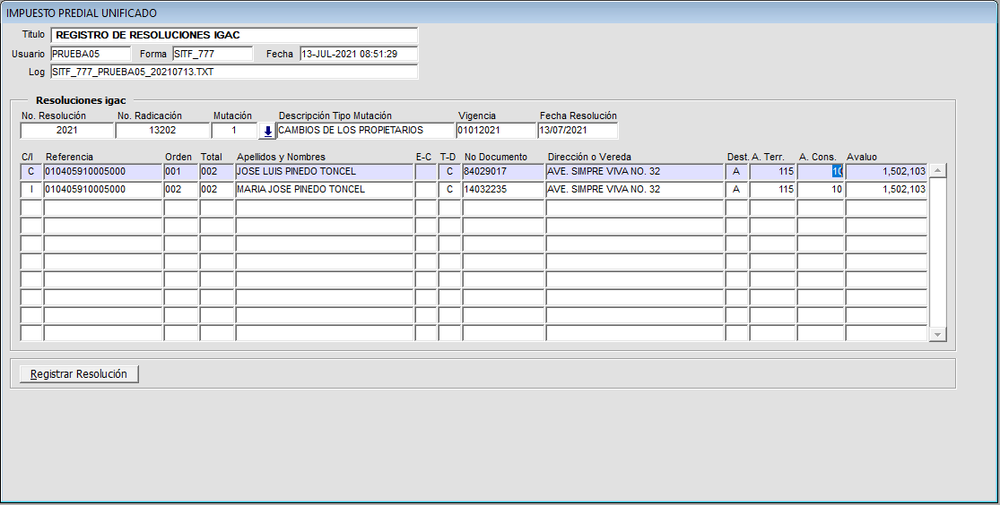 IMPUESTO PREDIAL UNIFICADO
Titulo REGISTRO DE RESOLUCIONES IGAC
Usuario PRUEBA05 Forma SITF_777 Fecha 13-JUL-2021 08:51:29
Log SITF_777_PRUEBA05_20210713.TXT
Resoluciones igac
No. Resolución No. Radicación Mutación Descripción Tipo Mutación Vigencia Fecha Resolución
2021 13202 1 CAMBIOS DE LOS PROPIETARIOS 01012021 13/07/2021
C/I Referencia Orden Total Apellidos y Nombres E-C T-D No Documento Dirección o Vereda Dest. A. Terr. A. Cons. Avaluo
C 010405910005000 001 002 JOSE LUIS PINEDO TONCEL C 84029017 AVE. SIMPRE VIVA NO. 32 A 115 10 1,502,103
I 010405910005000 002 002 MARIA JOSE PINEDO TONCEL C 14032235 AVE. SIMPRE VIVA NO. 32 A 115 10 1,502,103
Registrar Resolución